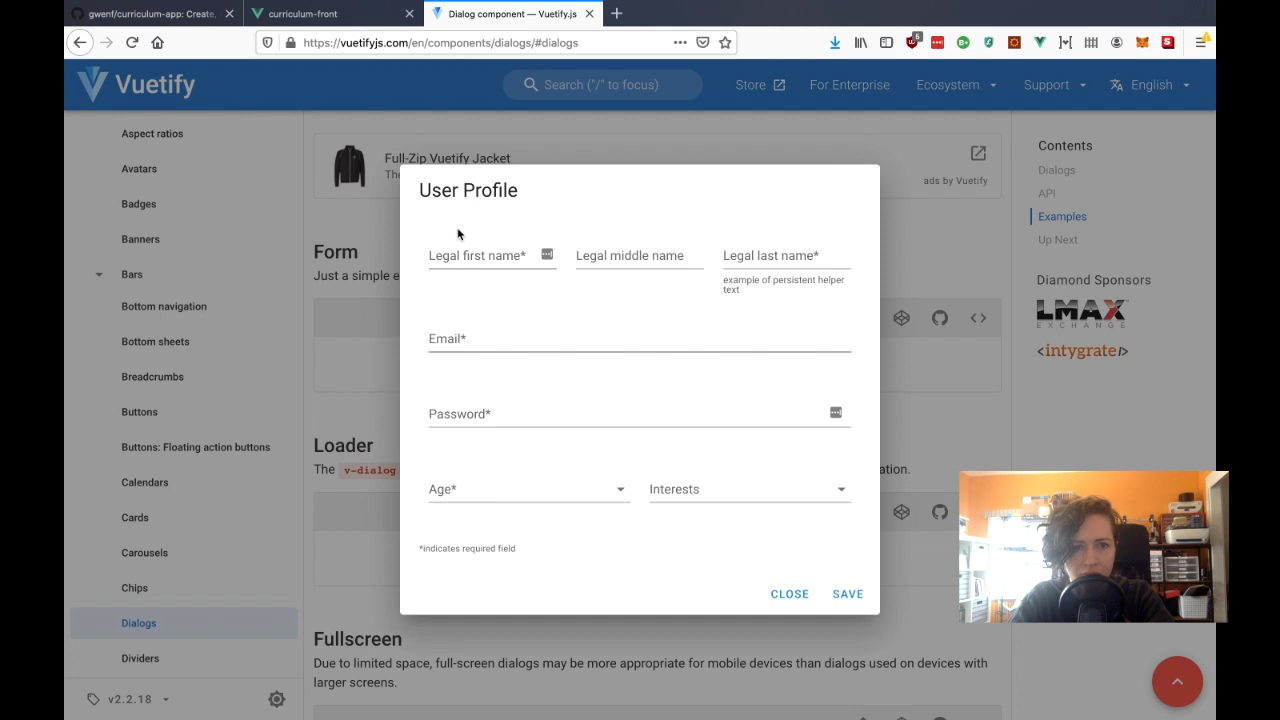 gwenf/curriculum-app: Create,
curriculum-front
Dialog component — Vuetify.js
https://vuetifyjs.com/en/components/dialogs/#dialogs
5
Vuetify
Search ("/" to focus)
Store
For Enterprise
Ecosystem
Support
English
Aspect ratios
Avatars
Badges
Banners
Bars
Bottom navigation
Bottom sheets
Breadcrumbs
Buttons
Buttons: Floating action buttons
Calendars
Cards
Carousels
Chips
Dialogs
Dividers
v2.2.18
Full-Zip Vuetify Jacket
The
ads by Vuetify
Form
Just a simple e
Loader
The v-dialog
ation.
Fullscreen
Due to limited space, full-screen dialogs may be more appropriate for mobile devices than dialogs used on devices with
larger screens.
User Profile
Legal first name*
Legal middle name
Legal last name*
example of persistent helper
text
Email*
Password*
Age*
Interests
*indicates required field
CLOSE
SAVE
Contents
Dialogs
API
Examples
Up Next
Diamond Sponsors
LMAX
EXCHANGE
<intygrate/>